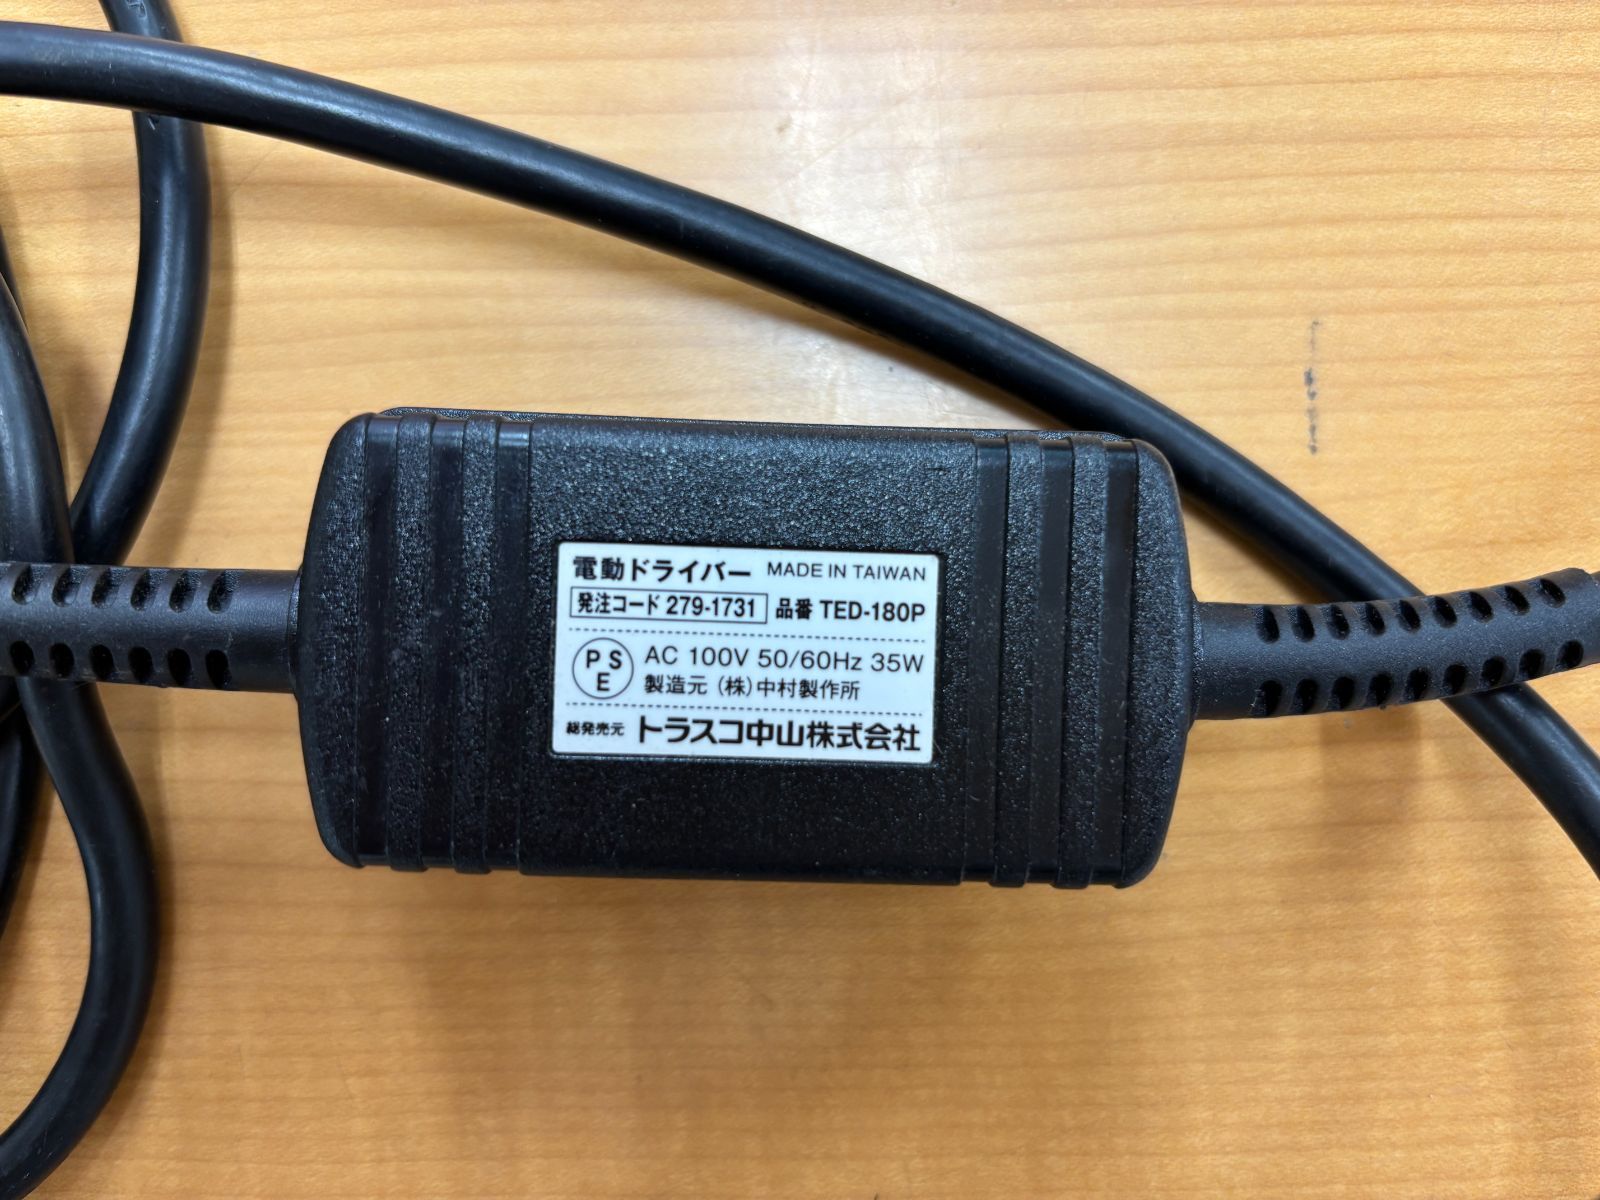 電動ドライバー MADE IN TAIWAN
発注コード 279-1731 品番 TED-180P
PSE AC 100V 50/60Hz 35W
製造元 (株)中村製作所
総発売元 トラスコ中山株式会社